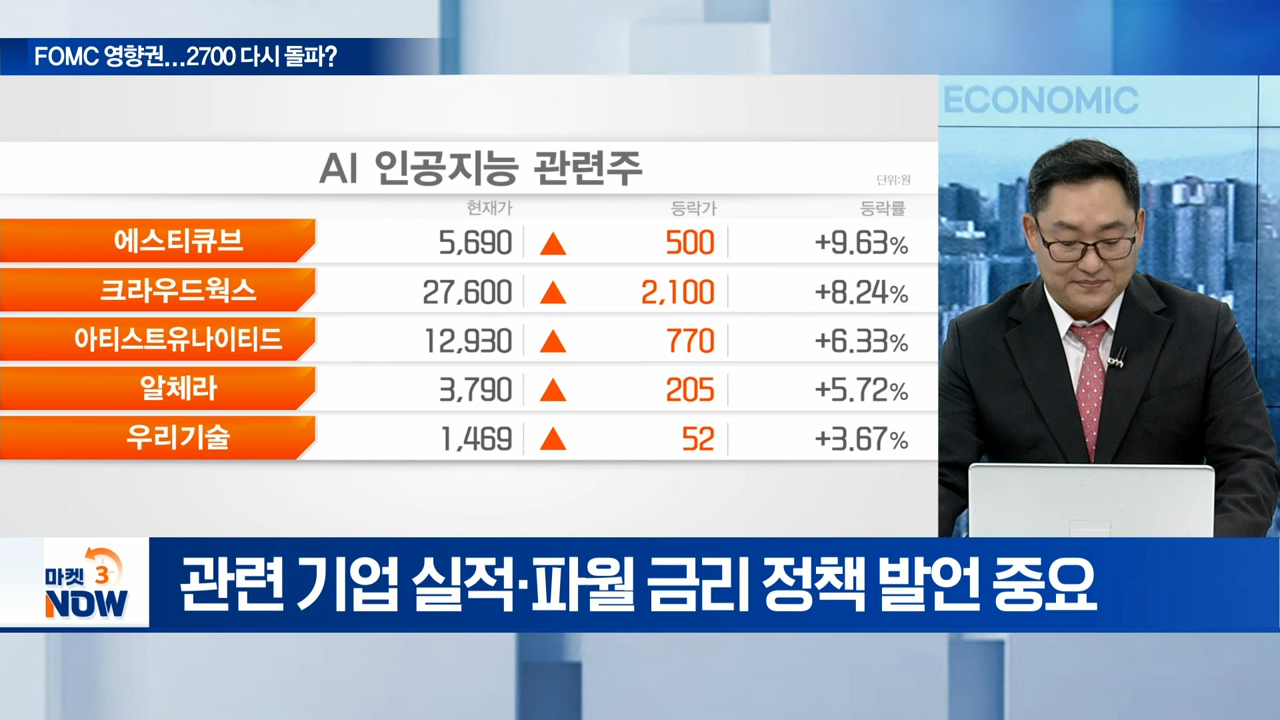 FOMC 영향권...2700 다시 돌파?
ECONOMIC
AI 인공지능 관련주
단위:원
현재가 등락가 등락률
에스티큐브 5,690 ▲ 500 +9.63%
크라우드웍스 27,600 ▲ 2,100 +8.24%
아티스트유나이티드 12,930 ▲ 770 +6.33%
알체라 3,790 ▲ 205 +5.72%
우리기술 1,469 ▲ 52 +3.67%
마켓 3
NOW
관련 기업 실적·파월 금리 정책 발언 중요